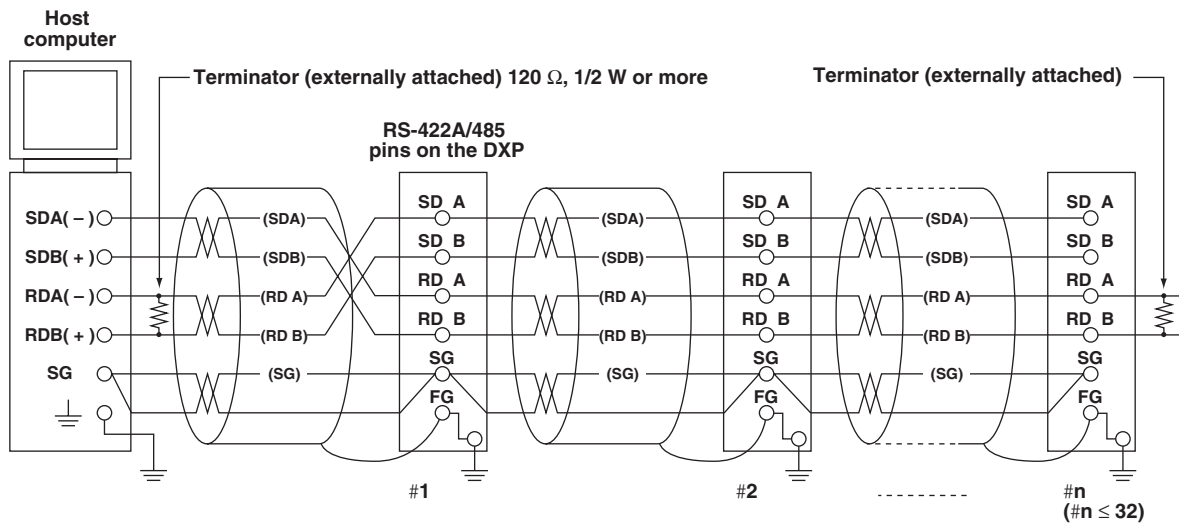 Host
computer
Terminator (externally attached) 120 Ω, 1/2 W or more
Terminator (externally attached)
RS-422A/485
pins on the DXP
SDA( – )
(SDA)
SD A
(SDA)
SD A
(SDA)
SD A
SDB( + )
(SDB)
SD B
(SDB)
SD B
(SDB)
SD B
RDA( – )
(RD A)
RD A
(RD A)
RD A
(RD A)
RD A
RDB( + )
(RD B)
RD B
(RD B)
RD B
(RD B)
RD B
SG
(SG)
SG
(SG)
SG
(SG)
SG
FG
FG
FG
#1
#2
#n
(#n ≤ 32)